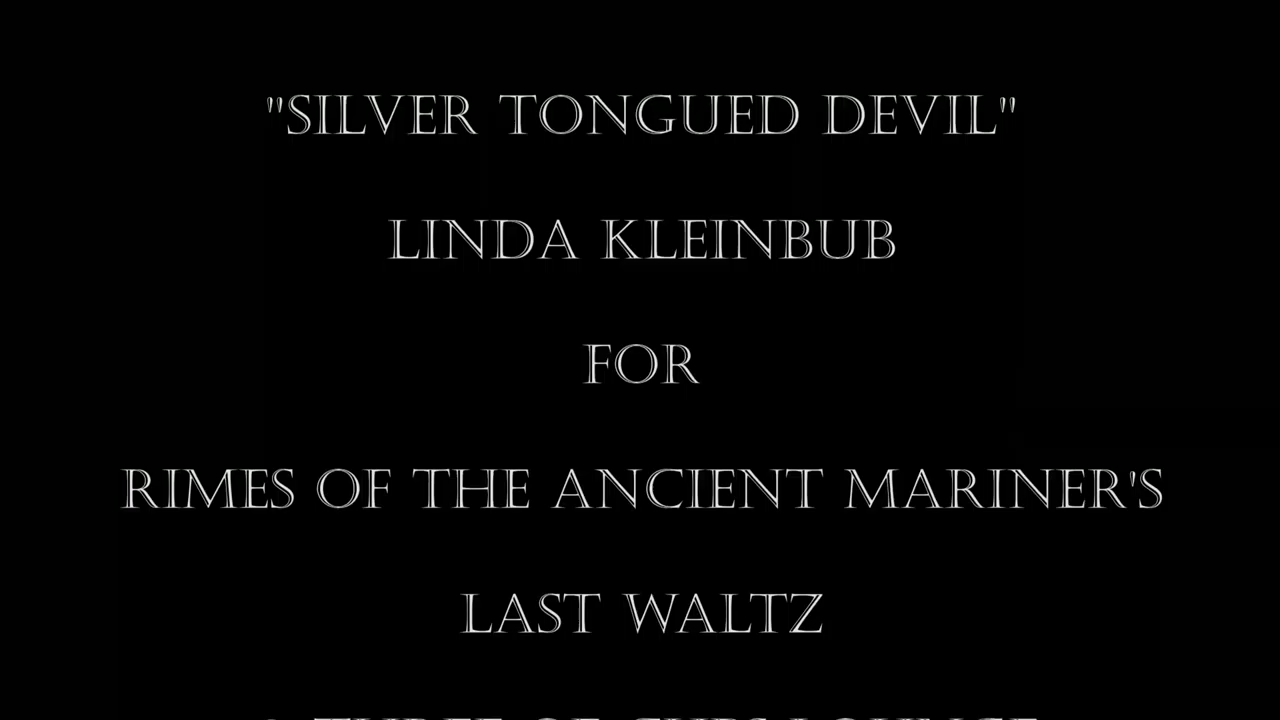 "SILVER TONGUED DEVIL"
LINDA KLEINBUB
FOR
RIMES OF THE ANCIENT MARINER'S
LAST WALTZ